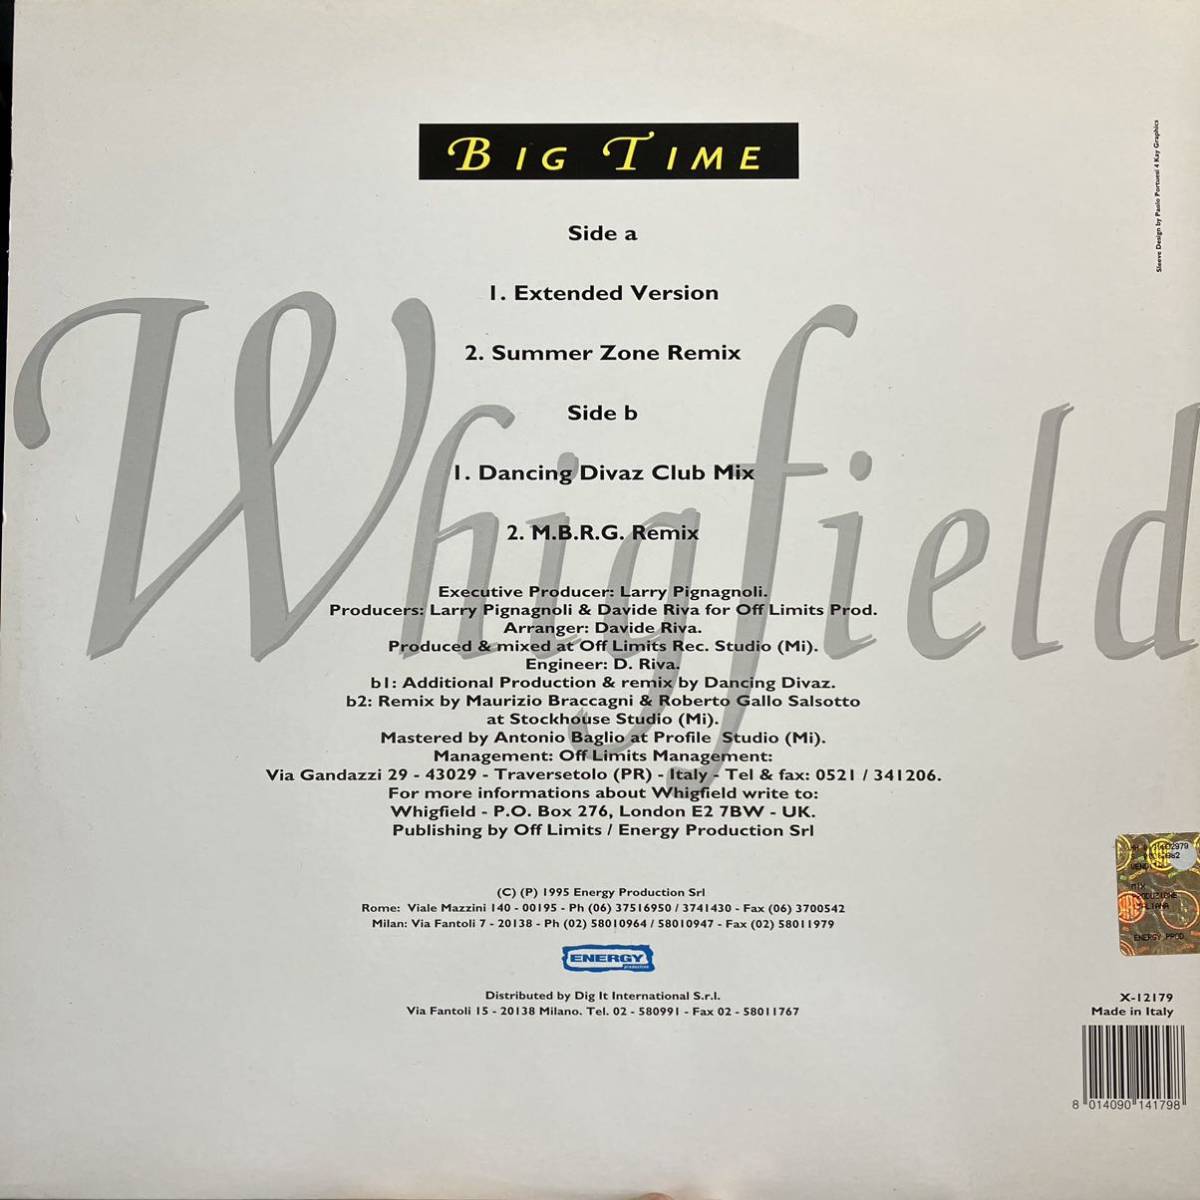 BIG TIME
Side a
1. Extended Version
2. Summer Zone Remix
Side b
1. Dancing Divaz Club Mix
2. M.B.R.G. Remix
Whigfield
Executive Producer: Larry Pignagnoli.
Producers: Larry Pignagnoli & Davide Riva for Off Limits Prod.
Arranger: Davide Riva.
Produced & mixed at Off Limits Rec. Studio (Mi).
Engineer: D. Riva.
b1: Additional Production & remix by Dancing Divaz.
b2: Remix by Maurizio Braccagni & Roberto Gallo Salsotto
at Stockhouse Studio (Mi).
Mastered by Antonio Baglio at Profile Studio (Mi).
Management: Off Limits Management:
Via Gandazzi 29 - 43029 - Traversetolo (PR) - Italy - Tel & fax: 0521 / 341206.
For more informations about Whigfield write to:
Whigfield - P.O. Box 276, London E2 7BW - UK.
Publishing by Off Limits / Energy Production Srl
(C) (P) 1995 Energy Production Srl
Rome: Viale Mazzini 140 - 00195 - Ph (06) 37516950 / 3741430 - Fax (06) 3700542
Milan: Via Fantoli 7 - 20138 - Ph (02) 58010964 / 58010947 - Fax (02) 58011979
ENERGY
production
Distributed by Dig It International S.r.l.
Via Fantoli 15 - 20138 Milano. Tel. 02 - 580991 - Fax 02 - 58011767
Sleeve Design by Paolo Portuesi 4 Kay Graphics
MIX
ENERGY PROD
X-12179
Made in Italy
8 014090 141798